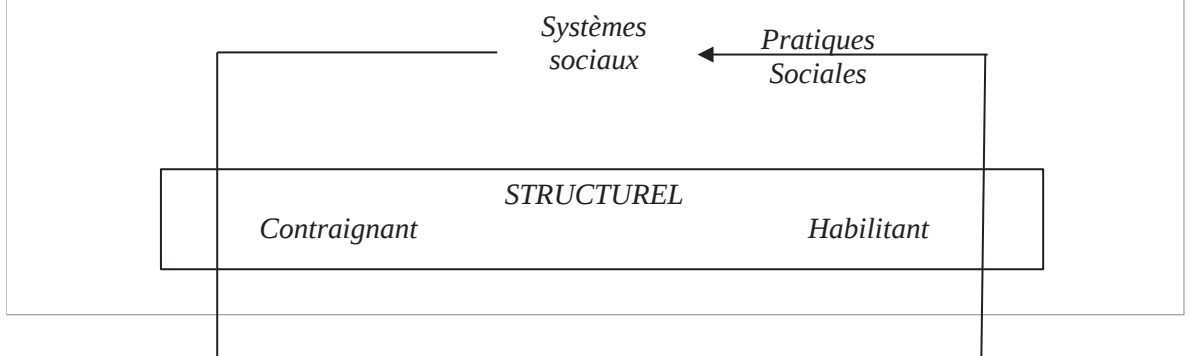 Systèmes
sociaux
Pratiques
Sociales
STRUCTUREL
Contraignant
Habilitant